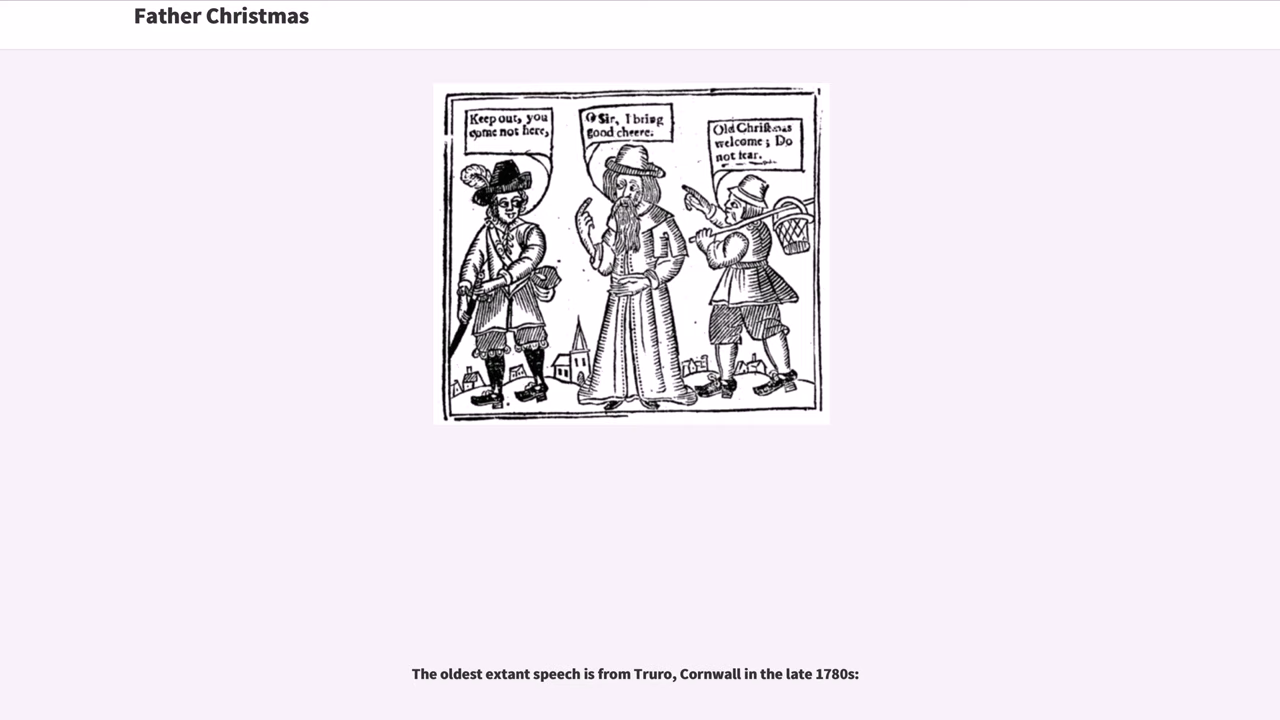 Father Christmas
Keep out, you
come not here,
O Sir, I bring
good cheere.
Old Christmas
welcome; Do
not fear.
The oldest extant speech is from Truro, Cornwall in the late 1780s: